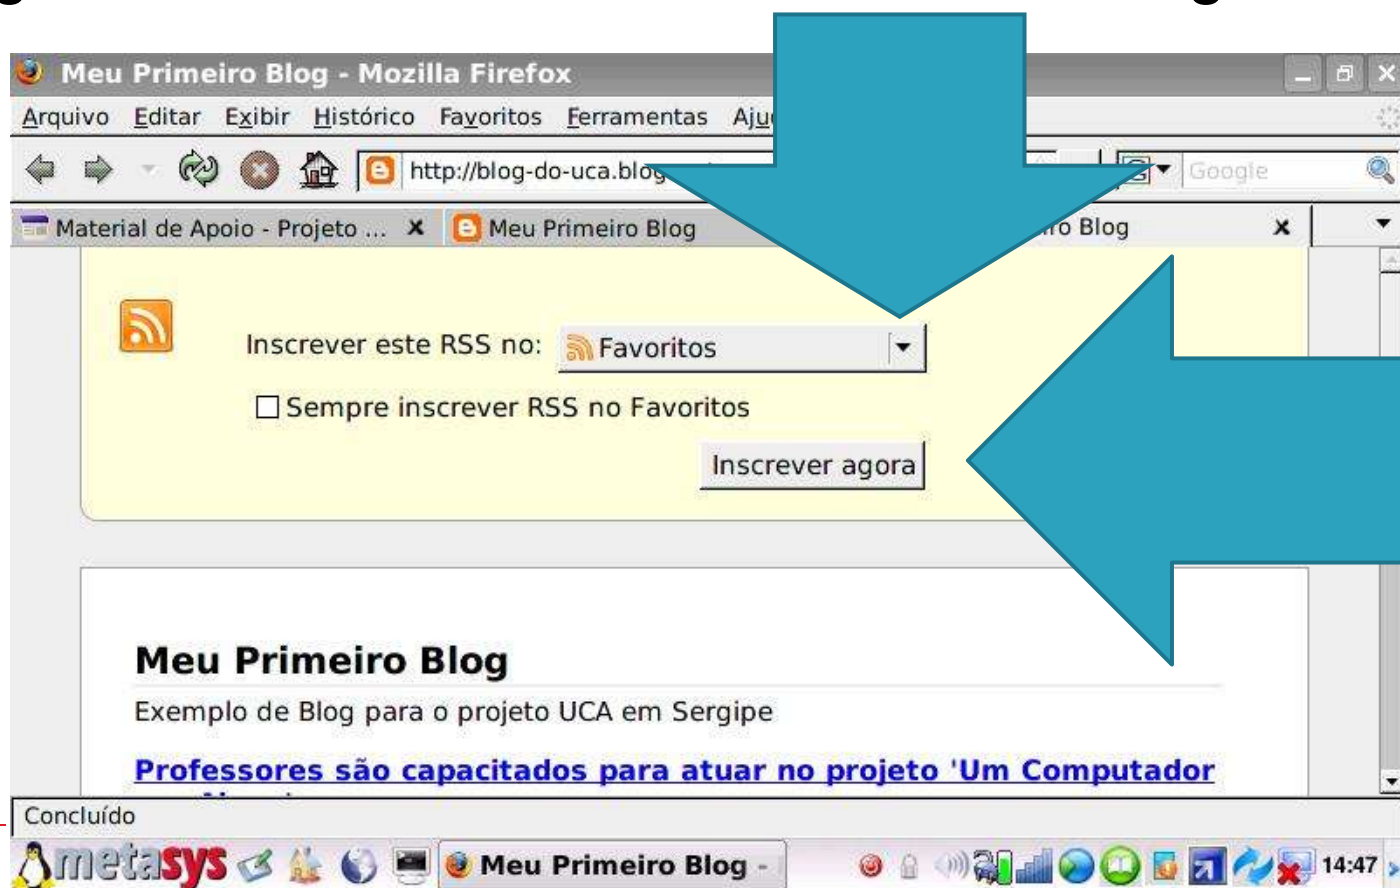 Meu Primeiro Blog - Mozilla Firefox
Arquivo Editar Exibir Histórico Favoritos Ferramentas
http://blog-do-uca.blog Google
Material de Apoio - Projeto ... Meu Primeiro Blog Blog
Inscrever este RSS no: Favoritos
Sempre inscrever RSS no Favoritos
Inscrever agora
Meu Primeiro Blog
Exemplo de Blog para o projeto UCA em Sergipe
Professores são capacitados para atuar no projeto 'Um Computador
Concluído
metasys Meu Primeiro Blog - 14:47